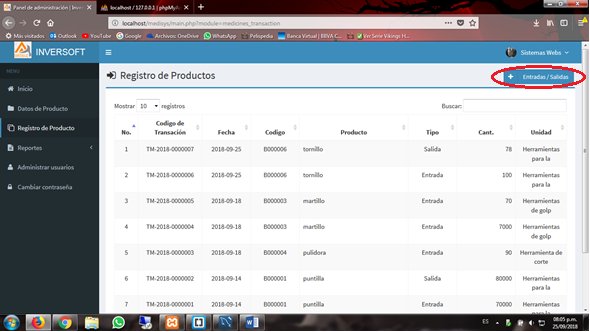 Panel de administración | Inver
localhost / 127.0.0.1 | phpMyAd
localhost/medisys/main.php?module=medicines_transaction
Más visitados
Outlook
YouTube
Google
Archivos: OneDrive
WhatsApp
Pelispedia
Banca Virtual | BBVA C...
Ver Serie Vikings H...
INVERSOFT
Sistemas Webs
MENU
Inicio
Datos de Producto
Registro de Producto
Reportes
Administrar usuarios
Cambiar contraseña
Registro de Productos
Entradas / Salidas
Mostrar 10 registros
Buscar:
No. Codigo de Transación Fecha Codigo Producto Tipo Cant. Unidad
1 TM-2018-0000007 2018-09-25 B000006 tornillo Salida 78 Herramientas para la
2 TM-2018-0000006 2018-09-25 B000006 tornillo Entrada 100 Herramientas para la
3 TM-2018-0000005 2018-09-18 B000003 martillo Entrada 70 Herramientas de golp
4 TM-2018-0000004 2018-09-18 B000003 martillo Entrada 7000 Herramientas de golp
5 TM-2018-0000003 2018-09-18 B000004 pulidora Entrada 90 Herramienta de corte
6 TM-2018-0000002 2018-09-14 B000001 puntilla Salida 80000 Herramientas para la
7 TM-2018-0000001 2018-09-14 B000001 puntilla Entrada 70000 Herramientas
ES
08:05 p.m.
25/09/2018